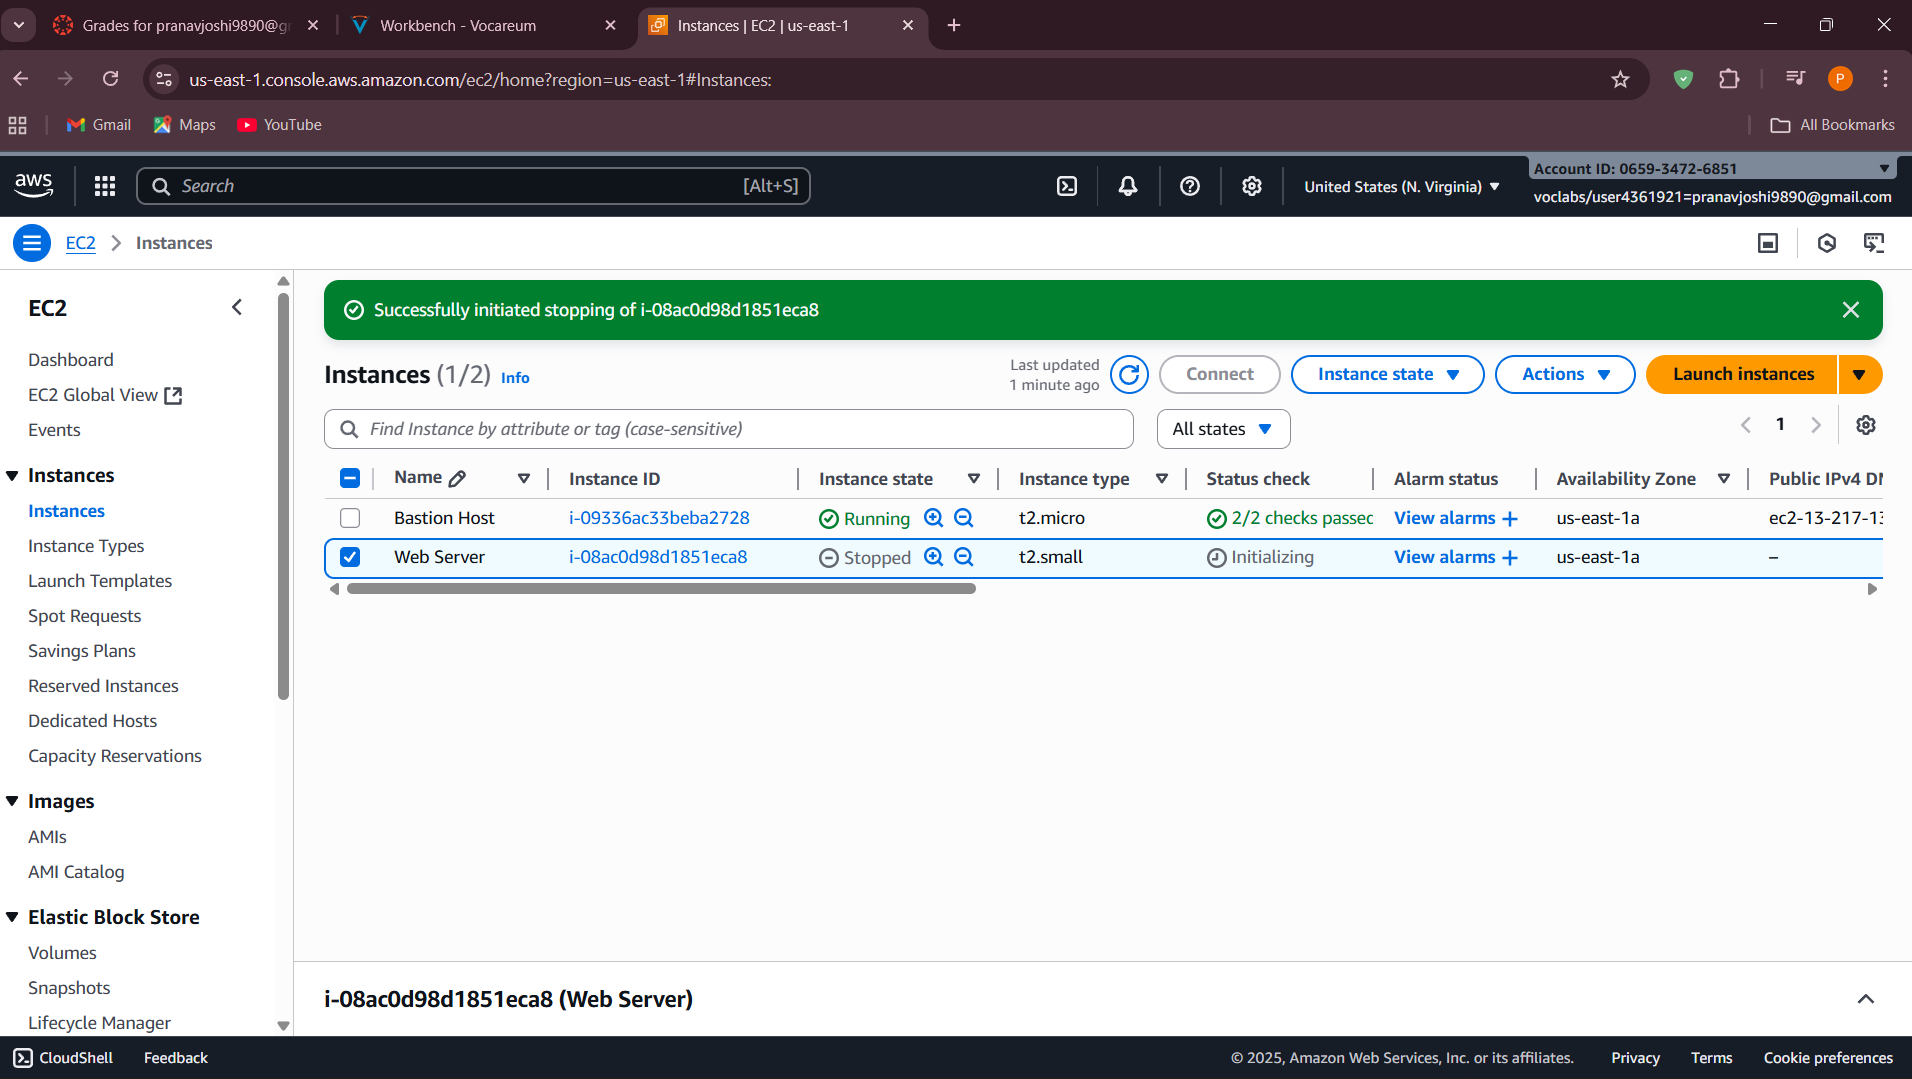 Grades for pranavjoshi9890@gr
Workbench - Vocareum
Instances | EC2 | us-east-1
us-east-1.console.aws.amazon.com/ec2/home?region=us-east-1#Instances:
P
Gmail
Maps
YouTube
All Bookmarks
aws
Search
[Alt+S]
United States (N. Virginia)
Account ID: 0659-3472-6851
voclabs/user4361921=pranavjoshi9890@gmail.com
EC2
Instances
EC2
Dashboard
EC2 Global View
Events
Instances
Instances
Instance Types
Launch Templates
Spot Requests
Savings Plans
Reserved Instances
Dedicated Hosts
Capacity Reservations
Images
AMIs
AMI Catalog
Elastic Block Store
Volumes
Snapshots
Lifecycle Manager
Successfully initiated stopping of i-08ac0d98d1851eca8
Instances (1/2) Info
Last updated
1 minute ago
Connect
Instance state
Actions
Launch instances
Find Instance by attribute or tag (case-sensitive)
All states
1
Name Instance ID Instance state Instance type Status check Alarm status Availability Zone Public IPv4 DN
Bastion Host i-09336ac33beba2728 Running t2.micro 2/2 checks passed View alarms + us-east-1a ec2-13-217-13
Web Server i-08ac0d98d1851eca8 Stopped t2.small Initializing View alarms + us-east-1a –
i-08ac0d98d1851eca8 (Web Server)
CloudShell
Feedback
© 2025, Amazon Web Services, Inc. or its affiliates.
Privacy
Terms
Cookie preferences